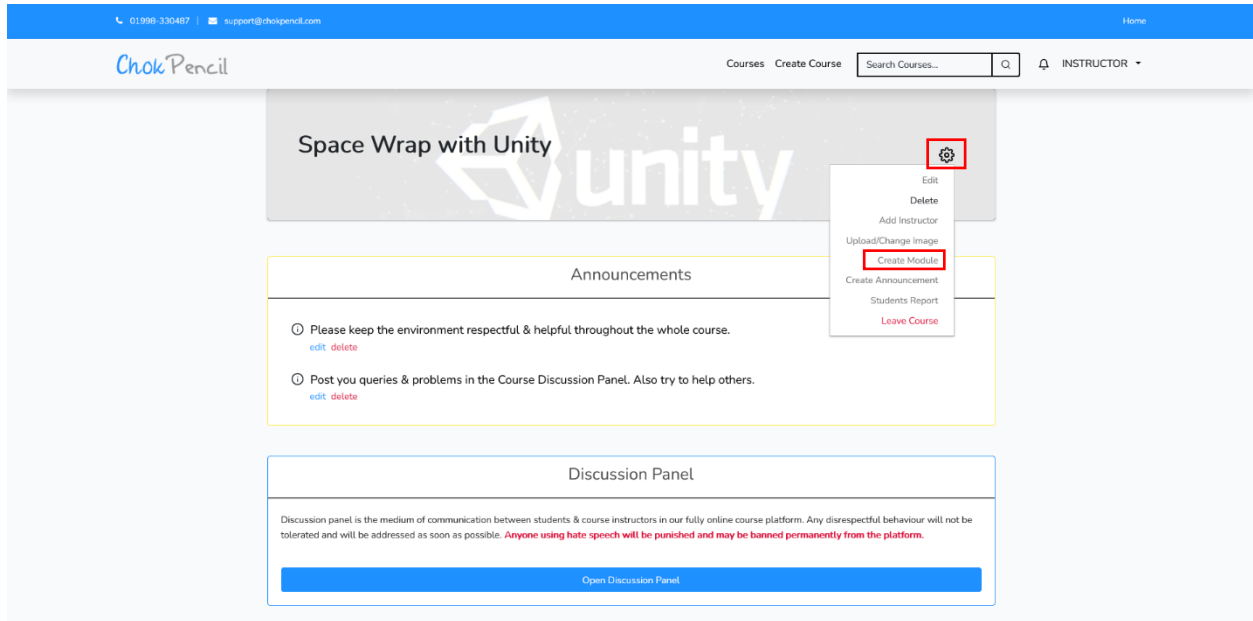 01998-330487 | support@chokpencil.com Home
ChokPencil Courses Create Course Search Courses... INSTRUCTOR
Space Wrap with Unity
unity
Edit
Delete
Add Instructor
Upload/Change Image
Create Module
Create Announcement
Students Report
Leave Course
Announcements
Please keep the environment respectful & helpful throughout the whole course.
edit delete
Post you queries & problems in the Course Discussion Panel. Also try to help others.
edit delete
Discussion Panel
Discussion panel is the medium of communication between students & course instructors in our fully online course platform. Any disrespectful behaviour will not be
tolerated and will be addressed as soon as possible. Anyone using hate speech will be punished and may be banned permanently from the platform.
Open Discussion Panel